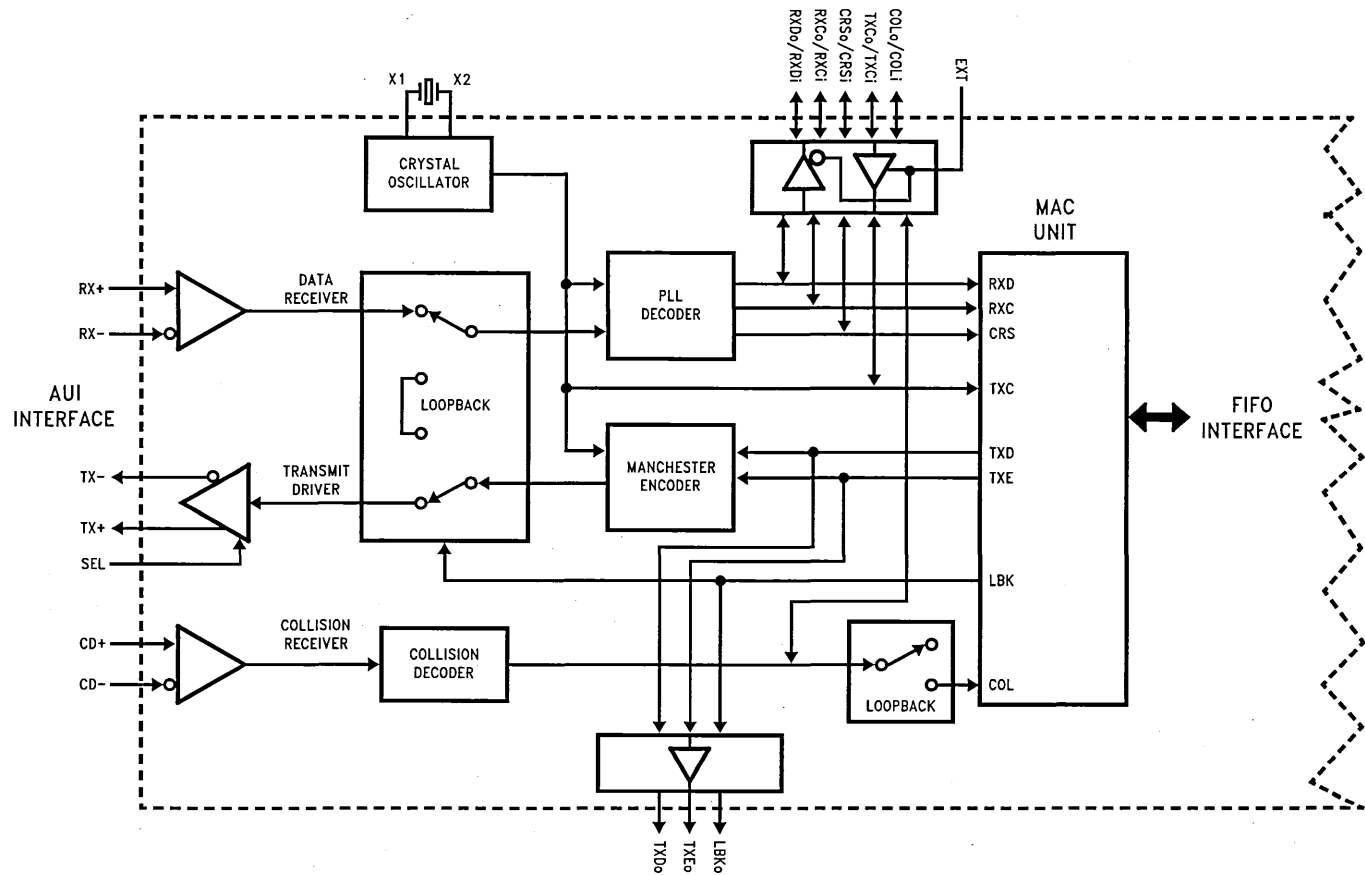 RXDo/RXDi
RXCo/RXCi
CRSo/CRSi
TXCo/TXCi
COLo/COLi
EXT
X1
X2
CRYSTAL
OSCILLATOR
MAC
UNIT
RX+
RX-
DATA
RECEIVER
PLL
DECODER
RXD
RXC
CRS
AUI
INTERFACE
LOOPBACK
TXC
FIFO
INTERFACE
TX-
TX+
SEL
TRANSMIT
DRIVER
MANCHESTER
ENCODER
TXD
TXE
LBK
CD+
CD-
COLLISION
RECEIVER
COLLISION
DECODER
LOOPBACK
COL
TXDo
TXEo
LBKo